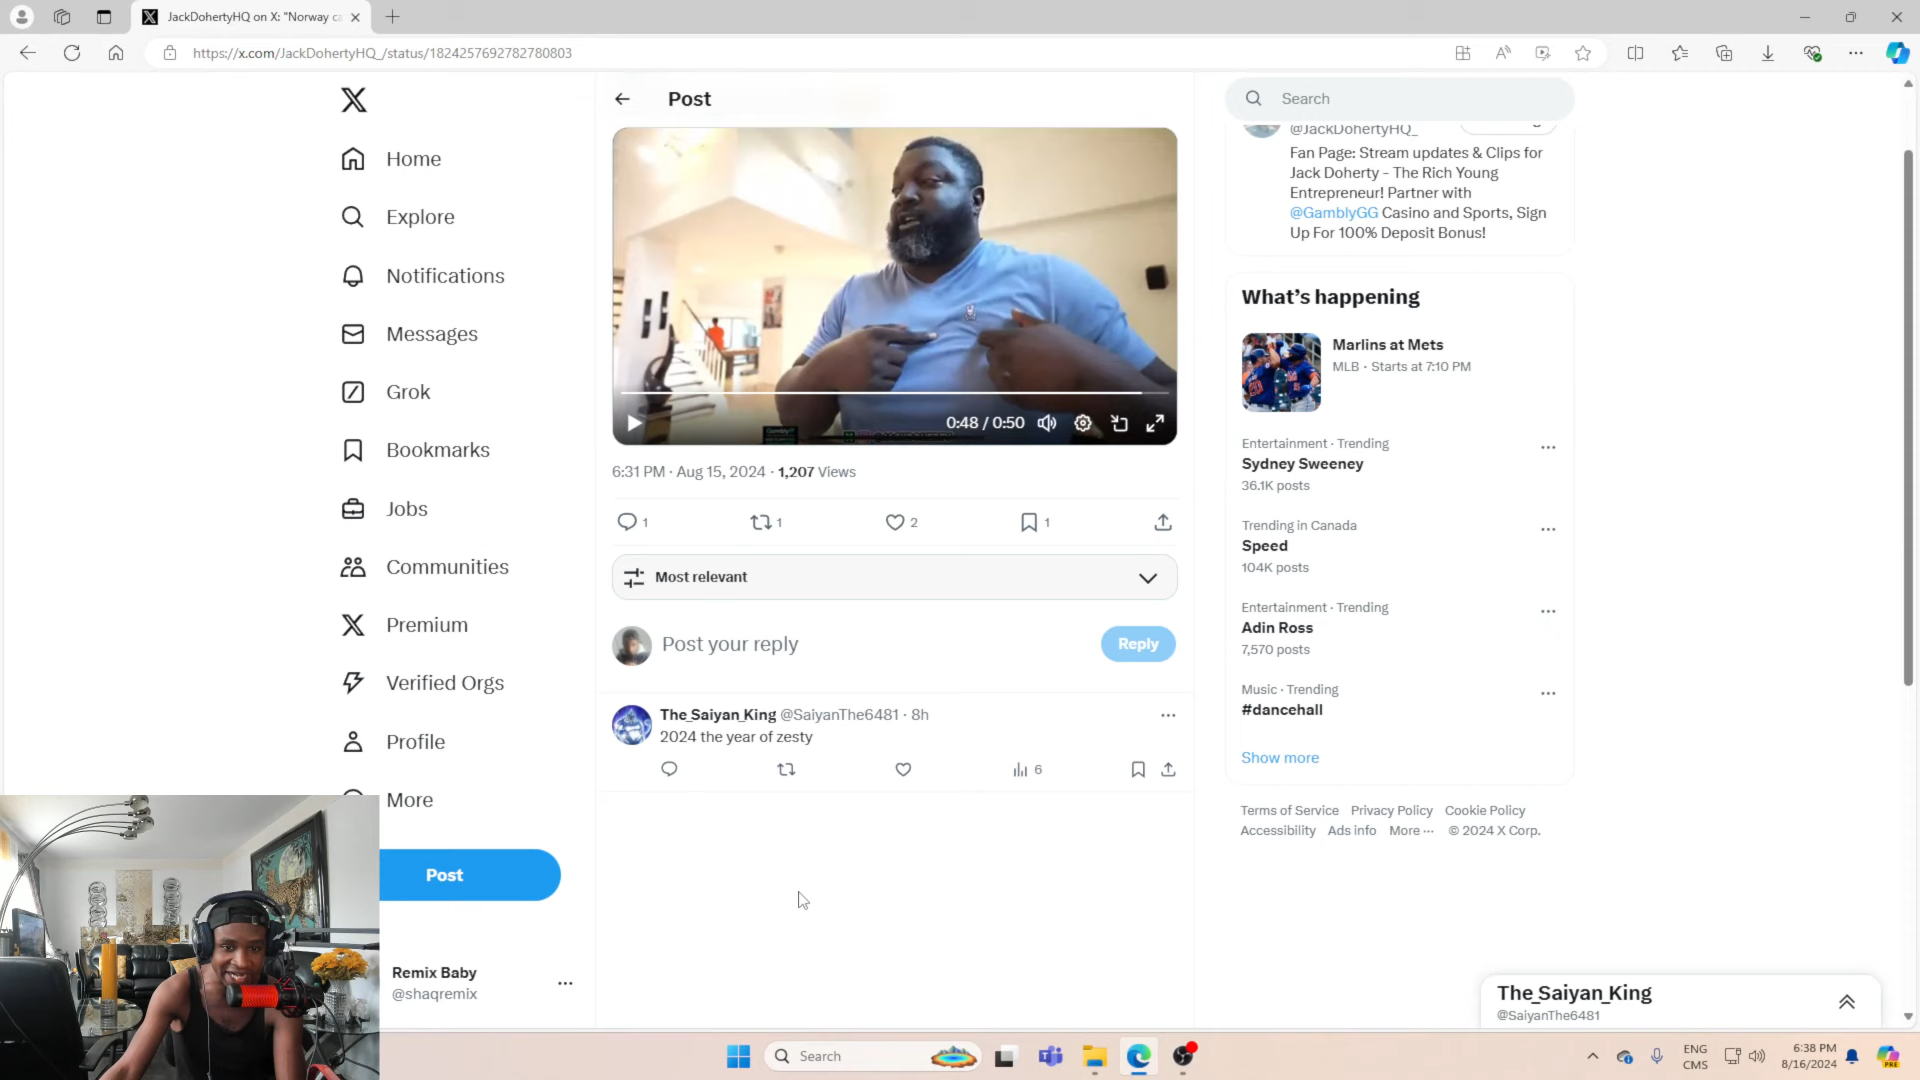 JackDohertyHQ on X: "Norway ca
https://x.com/JackDohertyHQ_/status/1824257692782780803
Home
Explore
Notifications
Messages
Grok
Bookmarks
Jobs
Communities
Premium
Verified Orgs
Profile
More
Post
Remix Baby
@shaqremix
Post
0:48 / 0:50
6:31 PM · Aug 15, 2024 · 1,207 Views
1
1
2
1
Most relevant
Post your reply
Reply
The_Saiyan_King @SaiyanThe6481 · 8h
2024 the year of zesty
6
Search
@JackDohertyHQ_
Fan Page: Stream updates & Clips for
Jack Doherty - The Rich Young
Entrepreneur! Partner with
@GamblyGG Casino and Sports, Sign
Up For 100% Deposit Bonus!
What's happening
Marlins at Mets
MLB · Starts at 7:10 PM
Entertainment · Trending
Sydney Sweeney
36.1K posts
Trending in Canada
Speed
104K posts
Entertainment · Trending
Adin Ross
7,570 posts
Music · Trending
#dancehall
Show more
Terms of Service Privacy Policy Cookie Policy
Accessibility Ads info More ··· © 2024 X Corp.
The_Saiyan_King
@SaiyanThe6481
Search
ENG
CMS
6:38 PM
8/16/2024